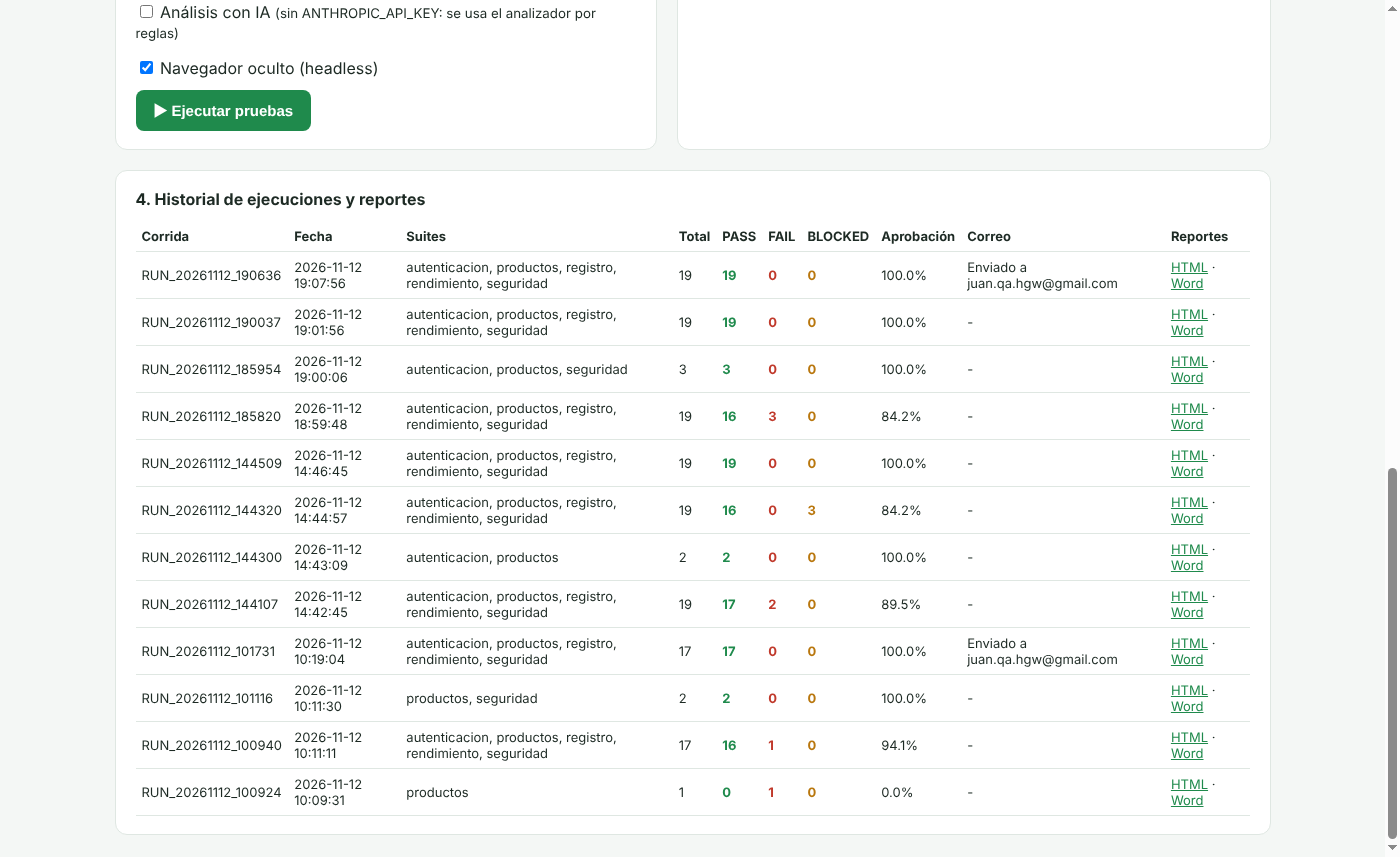 Análisis con IA (sin ANTHROPIC_API_KEY: se usa el analizador por
reglas)
Navegador oculto (headless)
▶ Ejecutar pruebas
4. Historial de ejecuciones y reportes
Corrida Fecha Suites Total PASS FAIL BLOCKED Aprobación Correo Reportes
RUN_20261112_190636 2026-11-12 19:07:56 autenticacion, productos, registro, rendimiento, seguridad 19 19 0 0 100.0% Enviado a juan.qa.hgw@gmail.com HTML · Word
RUN_20261112_190037 2026-11-12 19:01:56 autenticacion, productos, registro, rendimiento, seguridad 19 19 0 0 100.0% - HTML · Word
RUN_20261112_185954 2026-11-12 19:00:06 autenticacion, productos, seguridad 3 3 0 0 100.0% - HTML · Word
RUN_20261112_185820 2026-11-12 18:59:48 autenticacion, productos, registro, rendimiento, seguridad 19 16 3 0 84.2% - HTML · Word
RUN_20261112_144509 2026-11-12 14:46:45 autenticacion, productos, registro, rendimiento, seguridad 19 19 0 0 100.0% - HTML · Word
RUN_20261112_144320 2026-11-12 14:44:57 autenticacion, productos, registro, rendimiento, seguridad 19 16 0 3 84.2% - HTML · Word
RUN_20261112_144300 2026-11-12 14:43:09 autenticacion, productos 2 2 0 0 100.0% - HTML · Word
RUN_20261112_144107 2026-11-12 14:42:45 autenticacion, productos, registro, rendimiento, seguridad 19 17 2 0 89.5% - HTML · Word
RUN_20261112_101731 2026-11-12 10:19:04 autenticacion, productos, registro, rendimiento, seguridad 17 17 0 0 100.0% Enviado a juan.qa.hgw@gmail.com HTML · Word
RUN_20261112_101116 2026-11-12 10:11:30 productos, seguridad 2 2 0 0 100.0% - HTML · Word
RUN_20261112_100940 2026-11-12 10:11:11 autenticacion, productos, registro, rendimiento, seguridad 17 16 1 0 94.1% - HTML · Word
RUN_20261112_100924 2026-11-12 10:09:31 productos 1 0 1 0 0.0% - HTML · Word